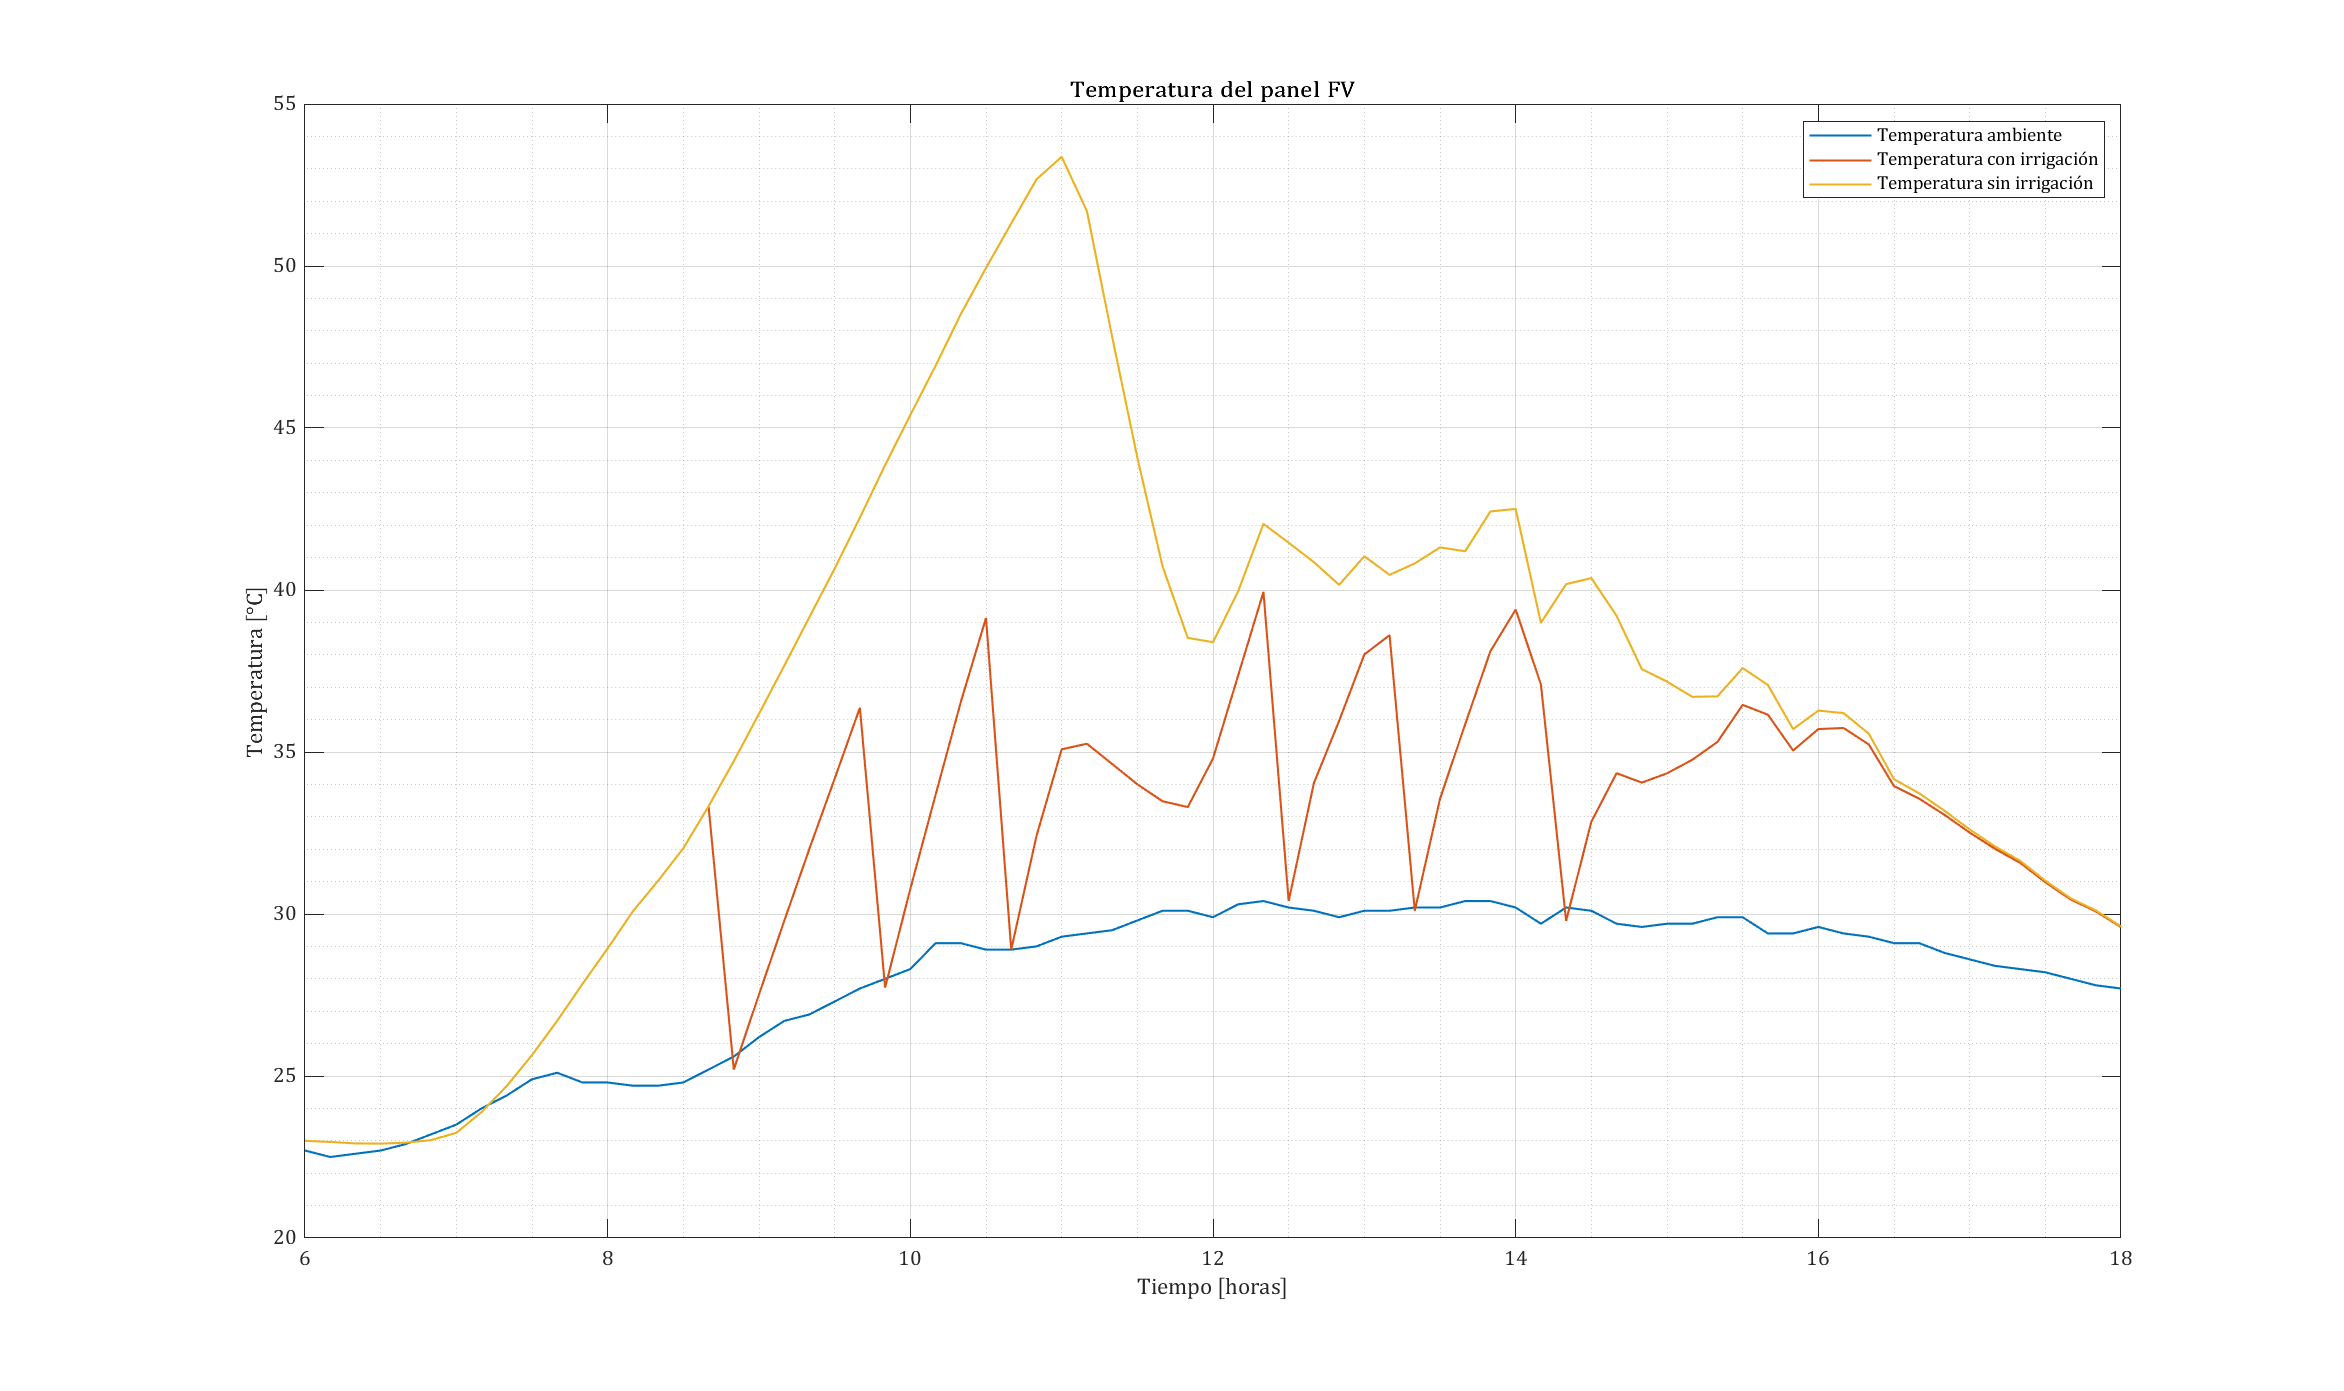 Temperatura del panel FV
Temperatura ambiente
Temperatura con irrigación
Temperatura sin irrigación
55
50
45
40
35
30
25
20
Temperatura [°C]
6 8 10 12 14 16 18
Tiempo [horas]